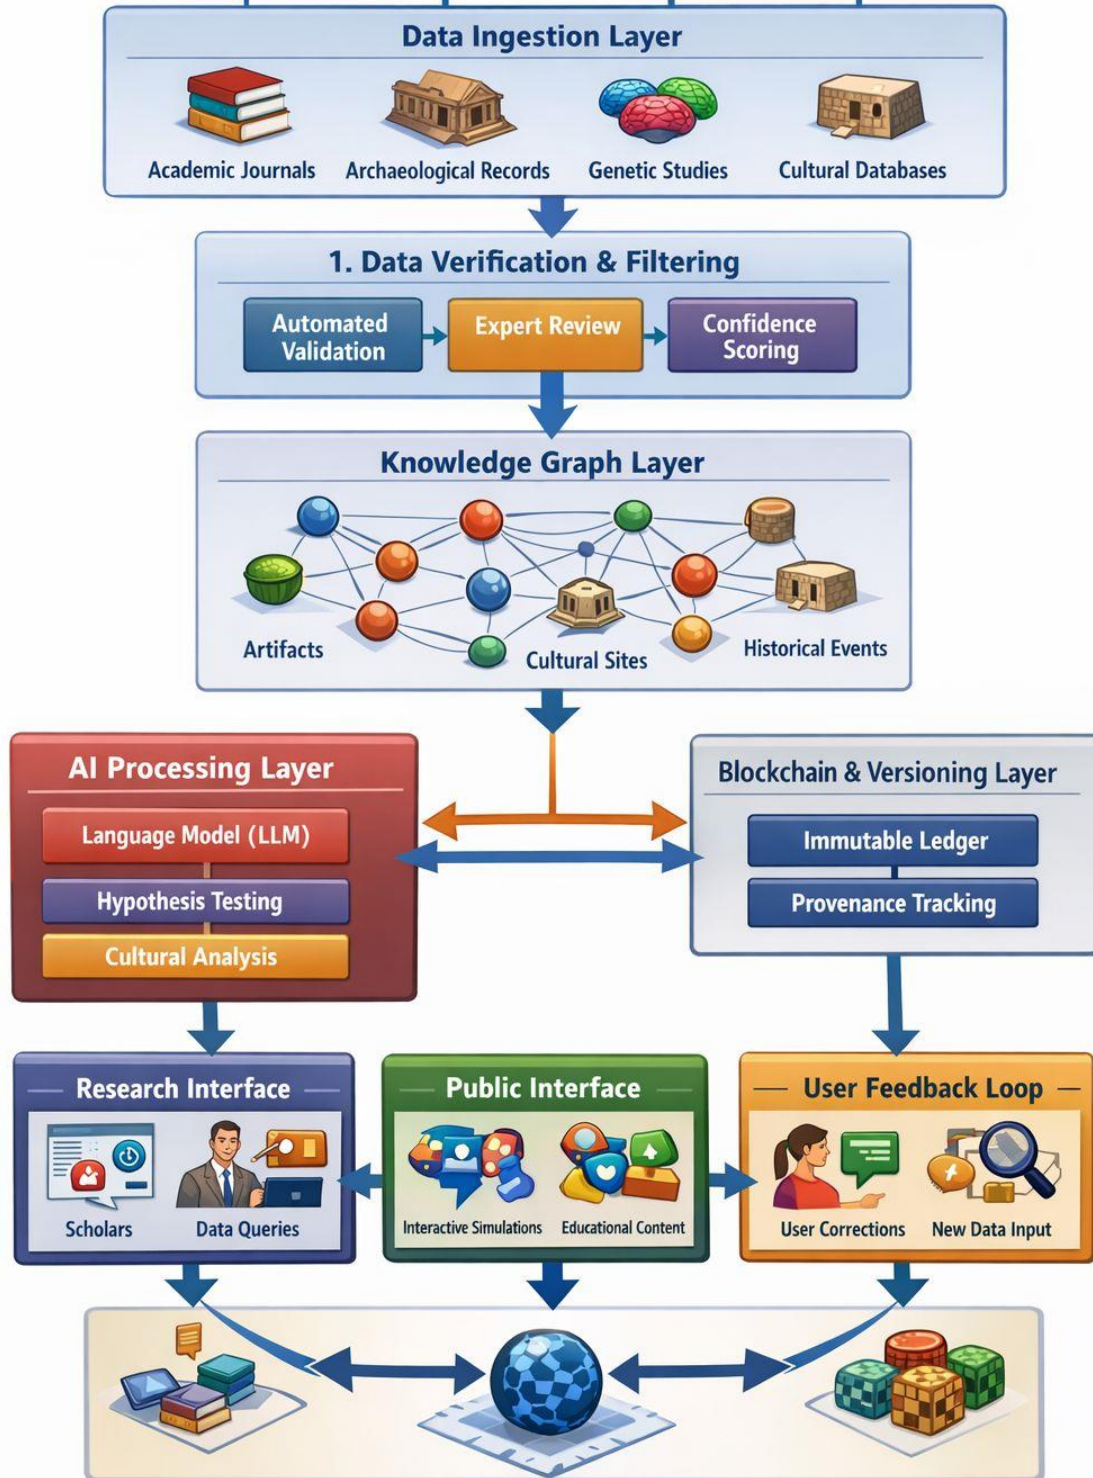 Data Ingestion Layer
Academic Journals
Archaeological Records
Genetic Studies
Cultural Databases
1. Data Verification & Filtering
Automated
Validation
Expert Review
Confidence
Scoring
Knowledge Graph Layer
Artifacts
Cultural Sites
Historical Events
AI Processing Layer
Language Model (LLM)
Hypothesis Testing
Cultural Analysis
Blockchain & Versioning Layer
Immutable Ledger
Provenance Tracking
Research Interface
Scholars
Data Queries
Public Interface
Interactive Simulations
Educational Content
User Feedback Loop
User Corrections
New Data Input